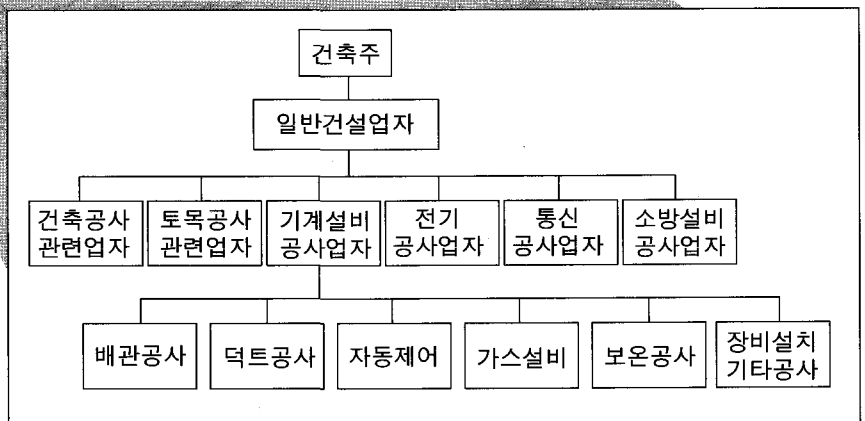 건축주
일반건설업자
건축공사
관련업자
토목공사
관련업자
기계설비
공사업자
전기
공사업자
통신
공사업자
소방설비
공사업자
배관공사
덕트공사
자동제어
가스설비
보온공사
장비설치
기타공사